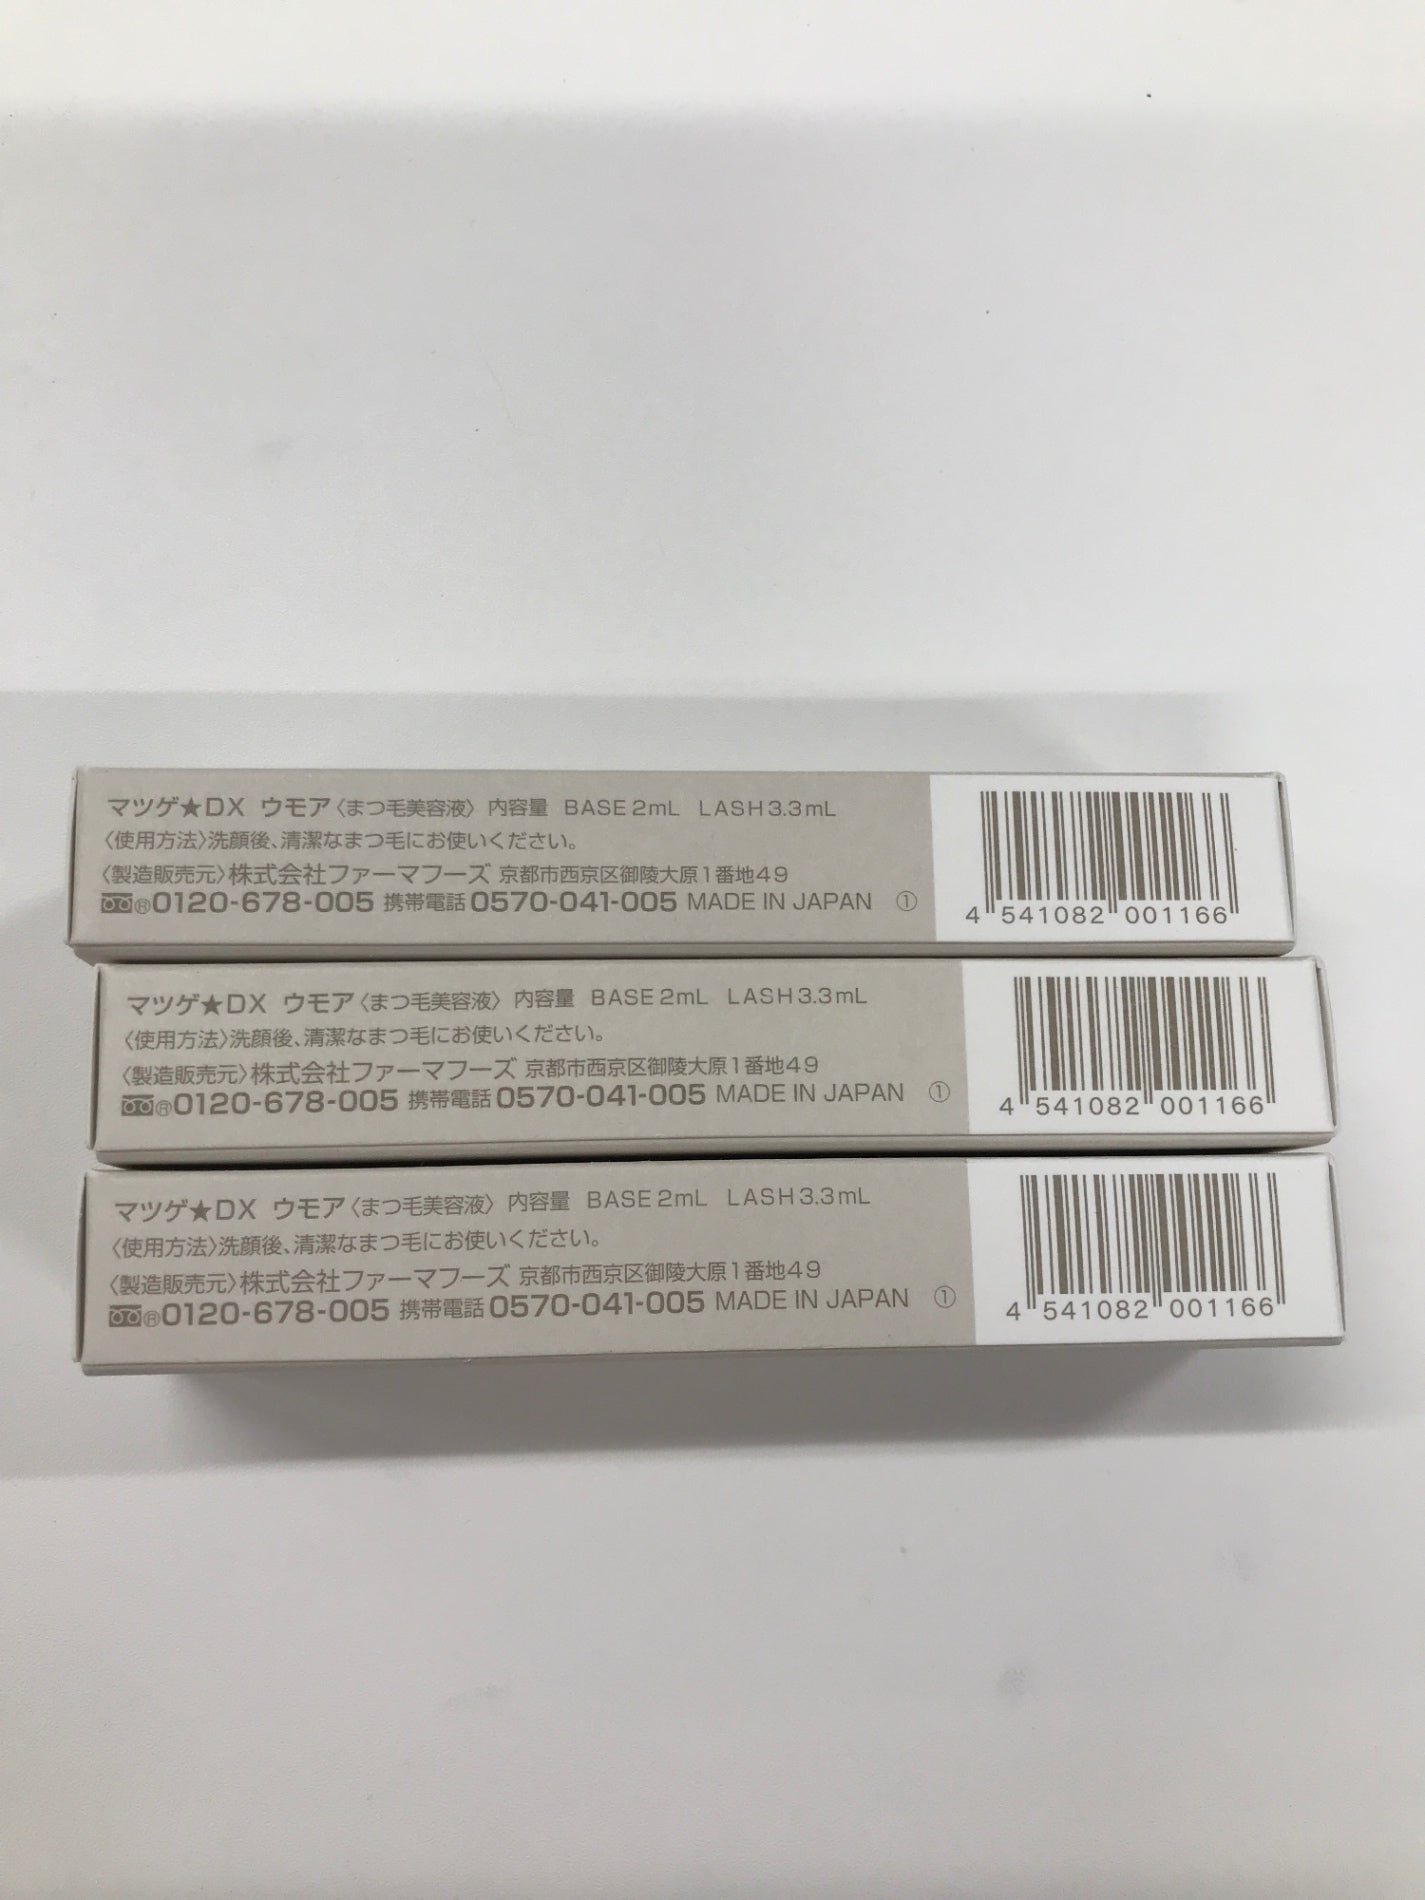 マツゲ★DX ウモア〈まつ毛美容液〉 内容量 BASE 2mL LASH 3.3mL
〈使用方法〉洗顔後、清潔なまつ毛にお使いください。
〈製造販売元〉株式会社ファーマフーズ 京都市西京区御陵大原1番地49
®0120-678-005 携帯電話 0570-041-005 MADE IN JAPAN ①
4 541082 001166
マツゲ★DX ウモア〈まつ毛美容液〉 内容量 BASE 2mL LASH 3.3mL
〈使用方法〉洗顔後、清潔なまつ毛にお使いください。
〈製造販売元〉株式会社ファーマフーズ 京都市西京区御陵大原1番地49
®0120-678-005 携帯電話 0570-041-005 MADE IN JAPAN ①
4 541082 001166
マツゲ★DX ウモア〈まつ毛美容液〉 内容量 BASE 2mL LASH 3.3mL
〈使用方法〉洗顔後、清潔なまつ毛にお使いください。
〈製造販売元〉株式会社ファーマフーズ 京都市西京区御陵大原1番地49
®0120-678-005 携帯電話 0570-041-005 MADE IN JAPAN ①
4 541082 001166